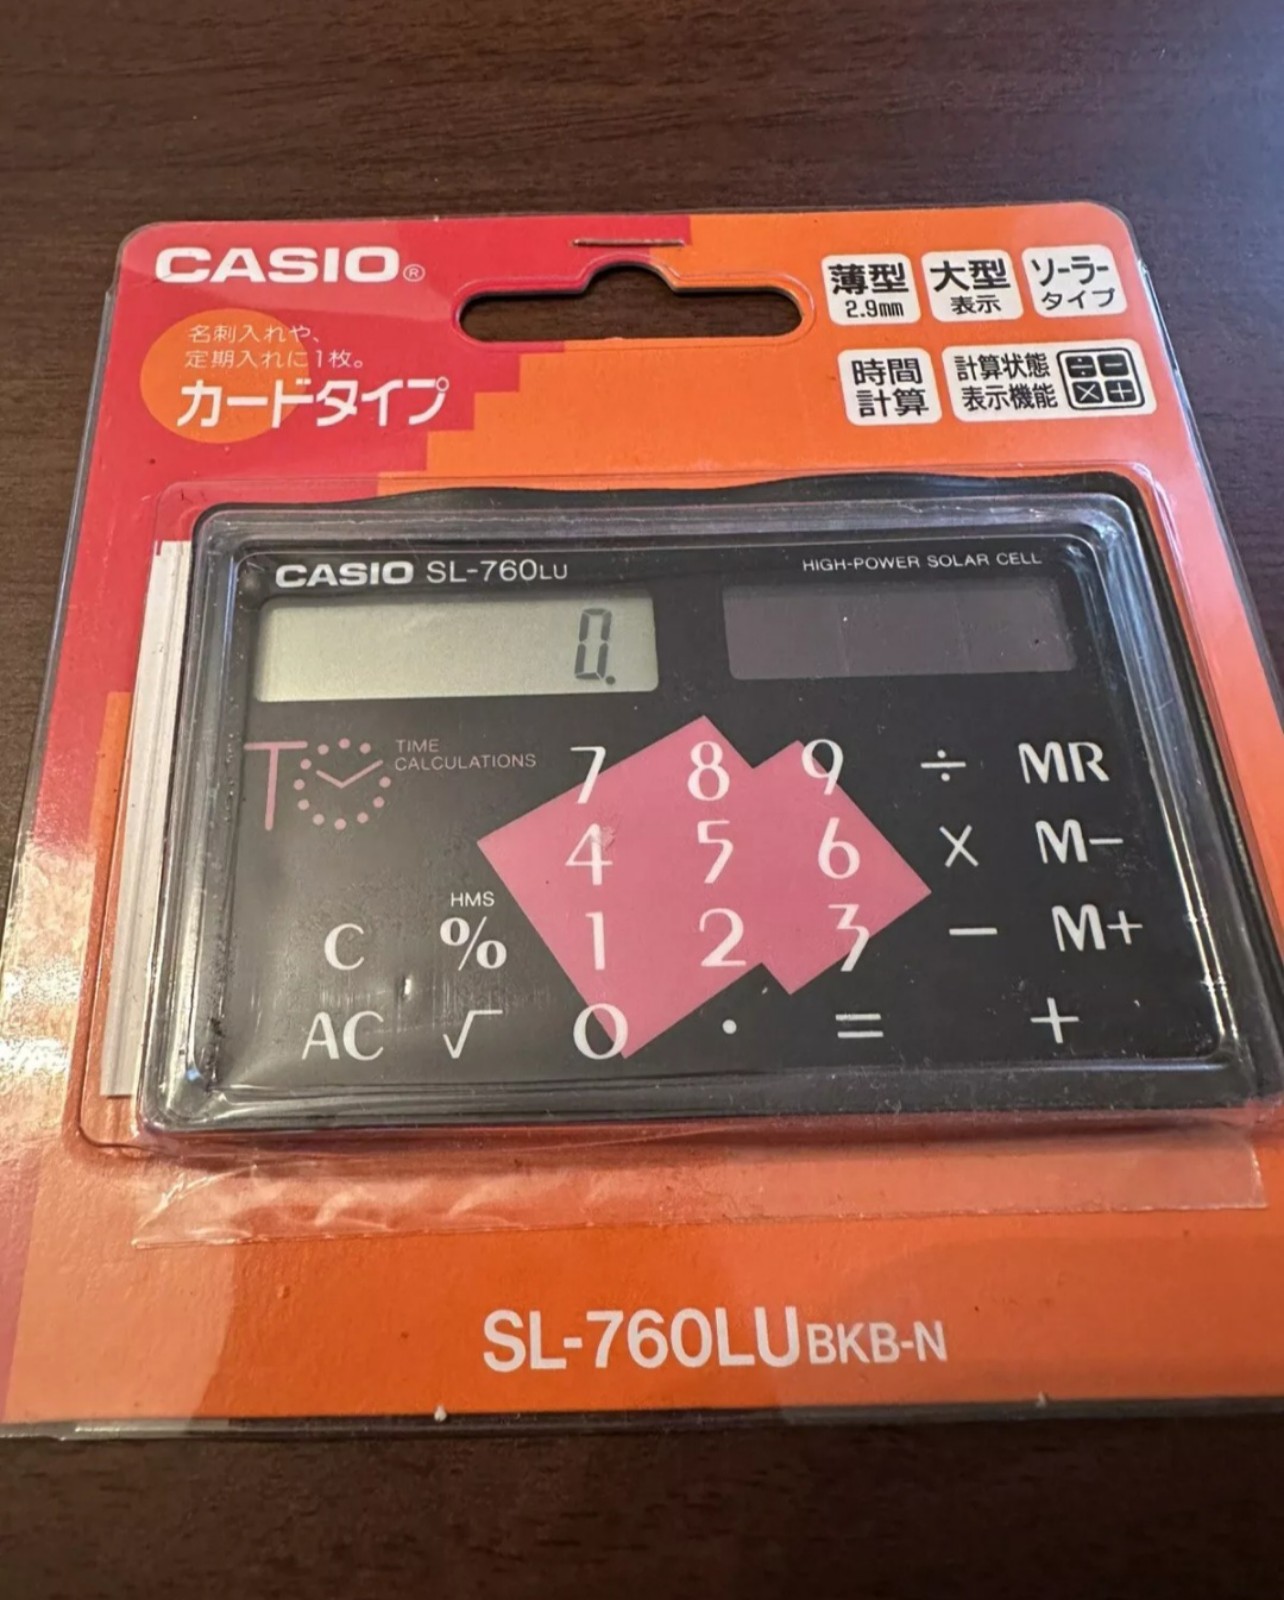 CASIO®
名刺入れや、
定期入れに1枚。
カードタイプ
薄型
2.9mm
大型
表示
ソーラー
タイプ
時間
計算
計算状態
表示機能
÷ −
× +
CASIO SL-760LU
HIGH-POWER SOLAR CELL
0.
TIME
CALCULATIONS
7 8 9 ÷ MR
4 5 6 × M−
HMS
C % 1 2 3 − M+
AC √ 0 . = +
SL-760LUBKB-N